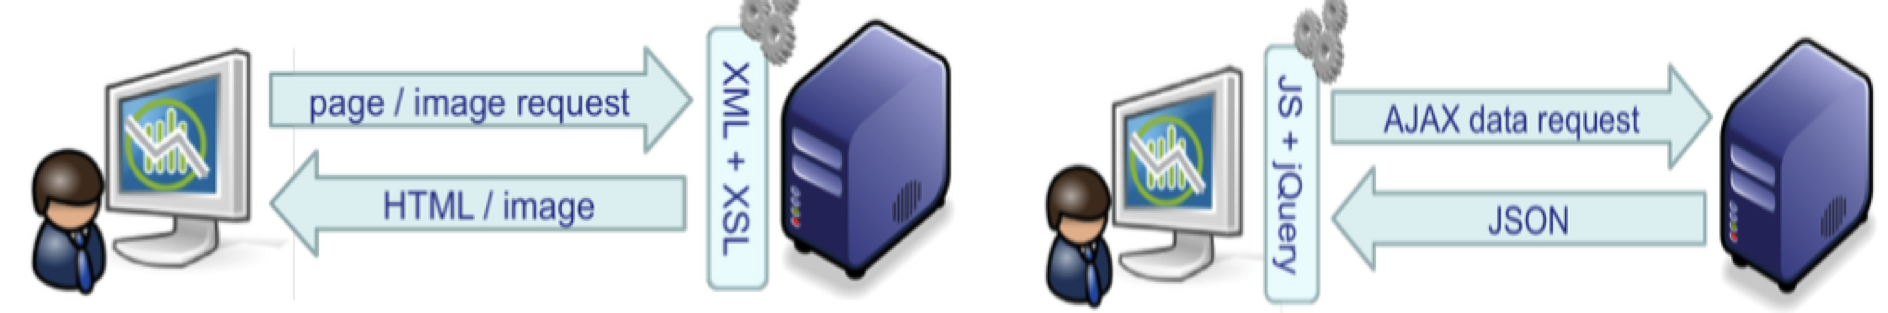 page / image request
HTML / image
XML + XSL
JS + jQuery
AJAX data request
JSON